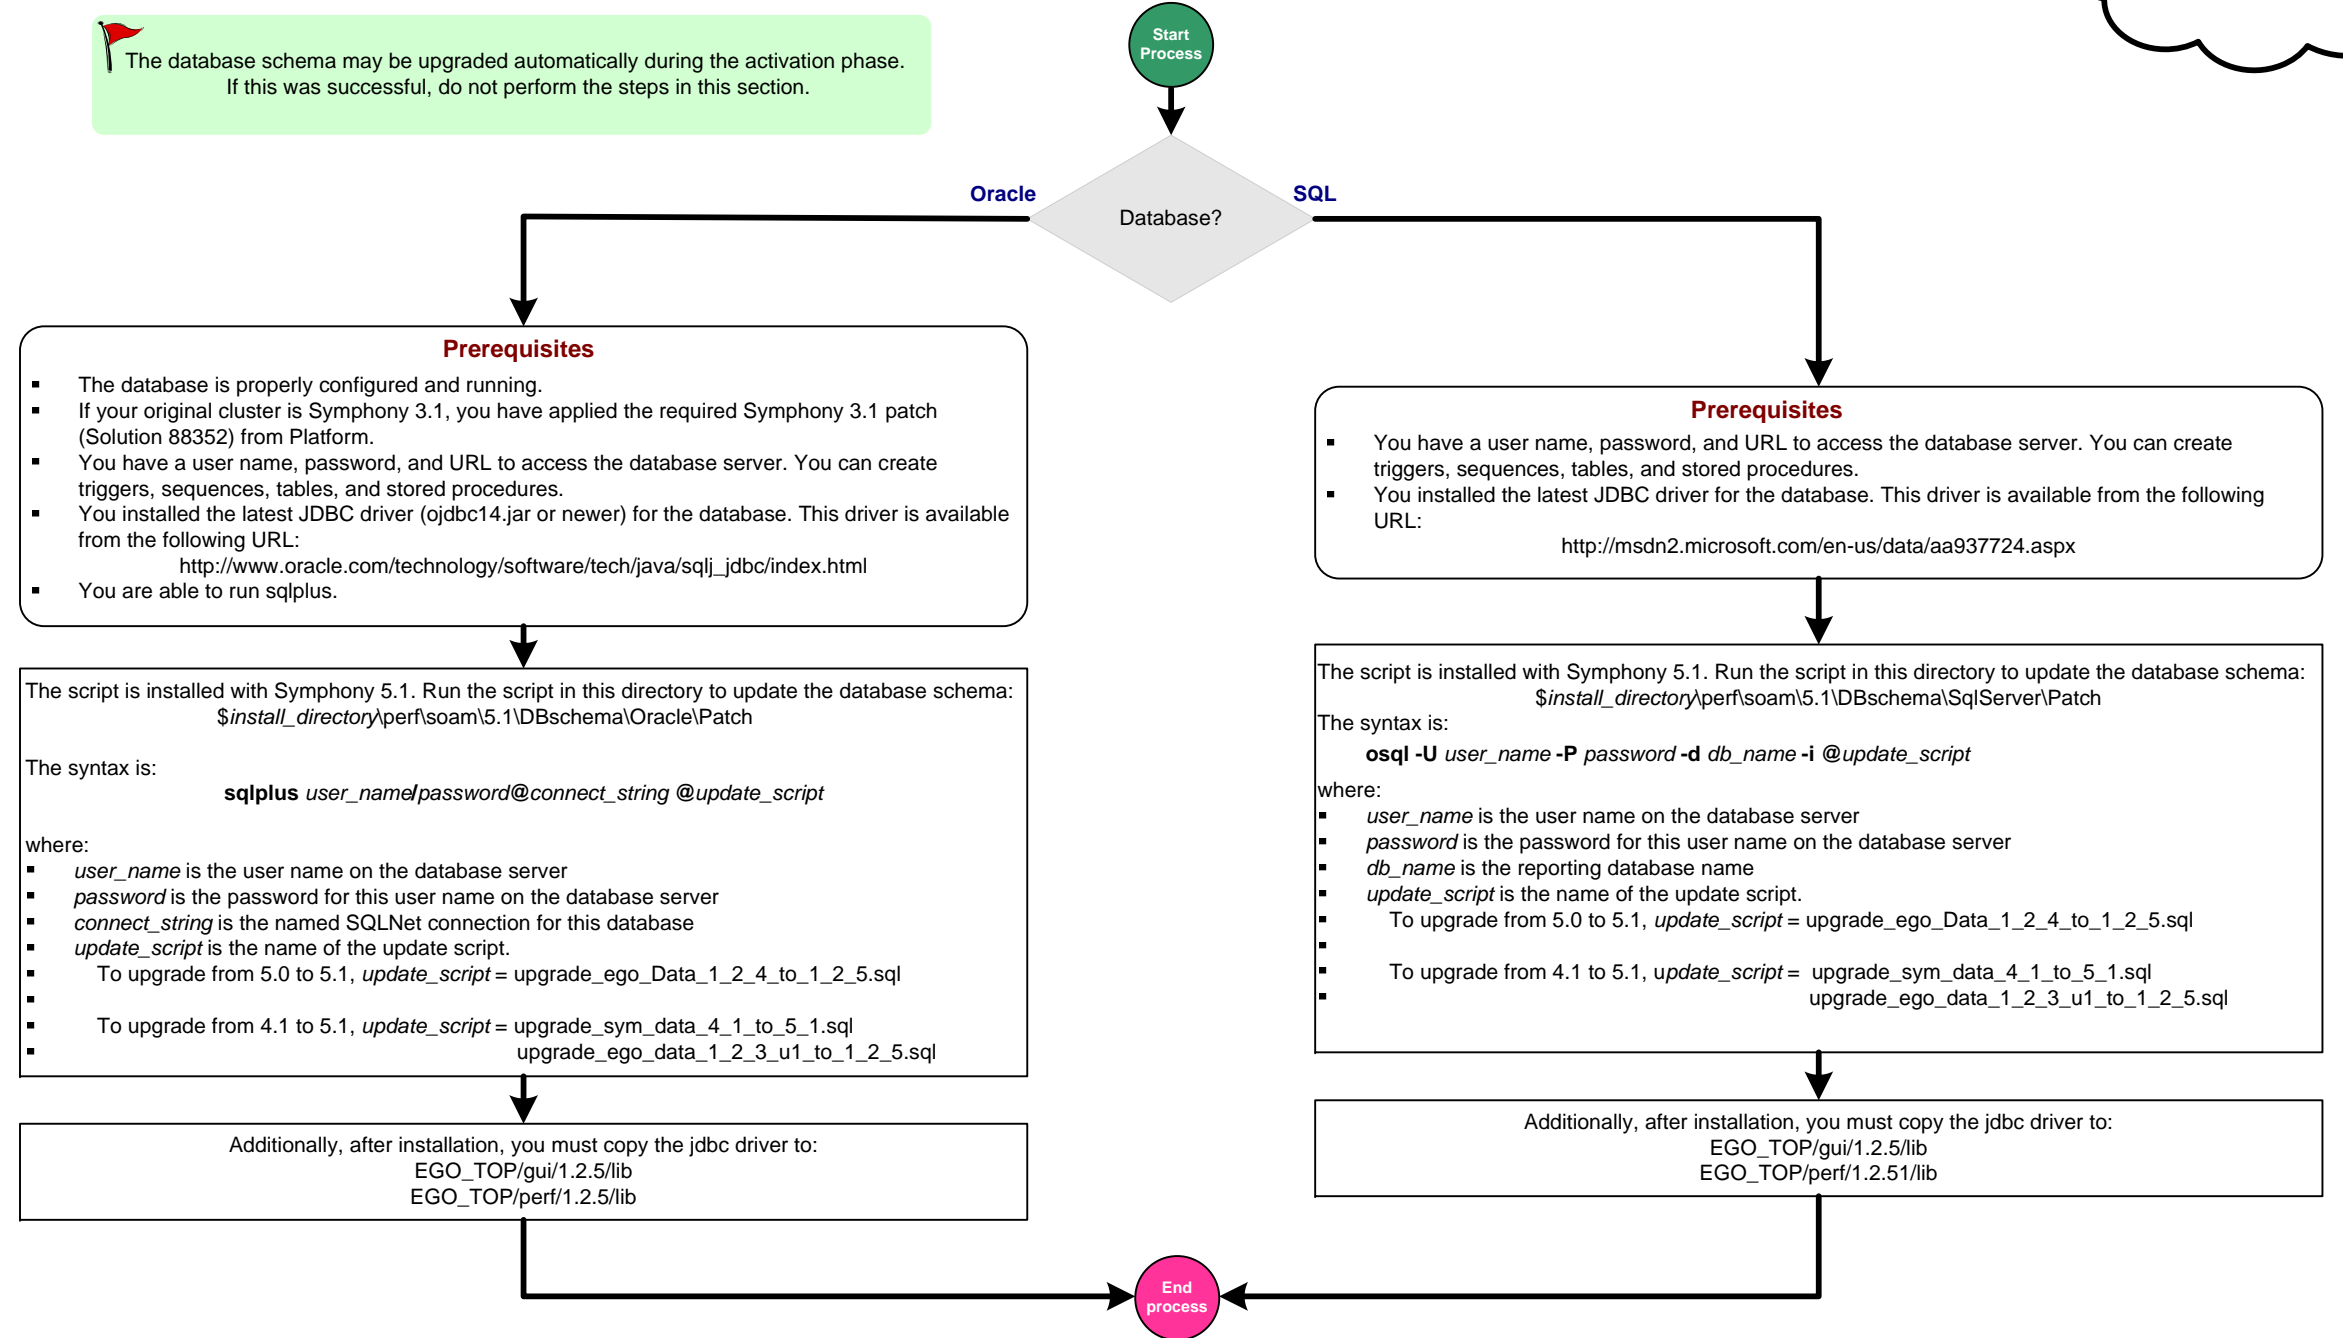 The database schema may be upgraded automatically during the activation phase.
If this was successful, do not perform the steps in this section.
Start
Process
Database?
Oracle
SQL
Prerequisites
▪ The database is properly configured and running.
▪ If your original cluster is Symphony 3.1, you have applied the required Symphony 3.1 patch
(Solution 88352) from Platform.
▪ You have a user name, password, and URL to access the database server. You can create
triggers, sequences, tables, and stored procedures.
▪ You installed the latest JDBC driver (ojdbc14.jar or newer) for the database. This driver is available
from the following URL:
http://www.oracle.com/technology/software/tech/java/sqlj_jdbc/index.html
▪ You are able to run sqlplus.
The script is installed with Symphony 5.1. Run the script in this directory to update the database schema:
$install_directory\perf\soam\5.1\DBschema\Oracle\Patch
The syntax is:
sqlplus user_name/password@connect_string @update_script
where:
▪ user_name is the user name on the database server
▪ password is the password for this user name on the database server
▪ connect_string is the named SQLNet connection for this database
▪ update_script is the name of the update script.
▪ To upgrade from 5.0 to 5.1, update_script = upgrade_ego_Data_1_2_4_to_1_2_5.sql
▪
▪ To upgrade from 4.1 to 5.1, update_script = upgrade_sym_data_4_1_to_5_1.sql
▪ upgrade_ego_data_1_2_3_u1_to_1_2_5.sql
Additionally, after installation, you must copy the jdbc driver to:
EGO_TOP/gui/1.2.5/lib
EGO_TOP/perf/1.2.5/lib
Prerequisites
▪ You have a user name, password, and URL to access the database server. You can create
triggers, sequences, tables, and stored procedures.
▪ You installed the latest JDBC driver for the database. This driver is available from the following
URL:
http://msdn2.microsoft.com/en-us/data/aa937724.aspx
The script is installed with Symphony 5.1. Run the script in this directory to update the database schema:
$install_directory\perf\soam\5.1\DBschema\SqlServer\Patch
The syntax is:
osql -U user_name -P password -d db_name -i @update_script
where:
▪ user_name is the user name on the database server
▪ password is the password for this user name on the database server
▪ db_name is the reporting database name
▪ update_script is the name of the update script.
▪ To upgrade from 5.0 to 5.1, update_script = upgrade_ego_Data_1_2_4_to_1_2_5.sql
▪
▪ To upgrade from 4.1 to 5.1, update_script = upgrade_sym_data_4_1_to_5_1.sql
▪ upgrade_ego_data_1_2_3_u1_to_1_2_5.sql
Additionally, after installation, you must copy the jdbc driver to:
EGO_TOP/gui/1.2.5/lib
EGO_TOP/perf/1.2.51/lib
End
process